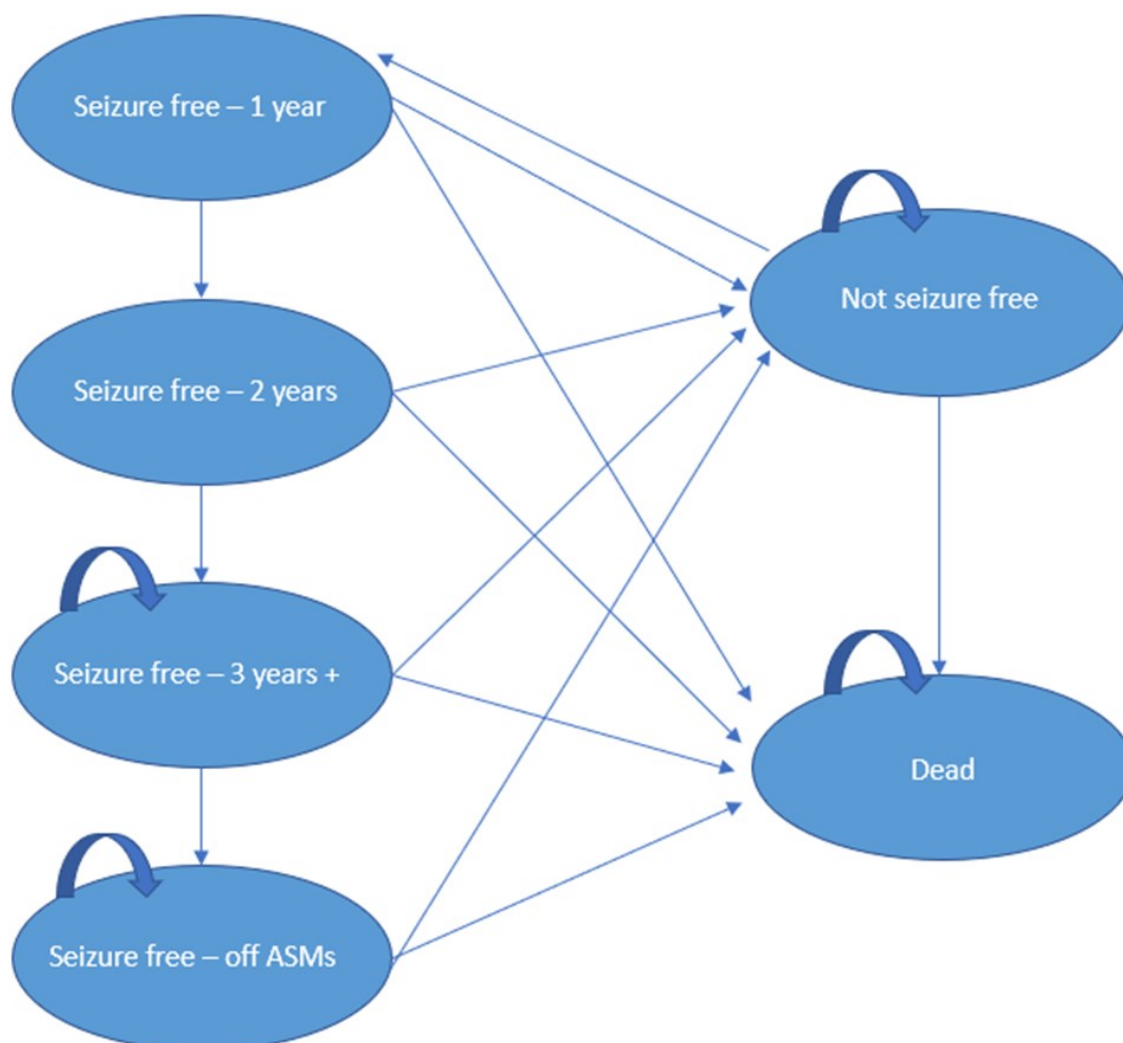 Seizure free – 1 year
Not seizure free
Seizure free – 2 years
Seizure free – 3 years +
Dead
Seizure free – off ASMs